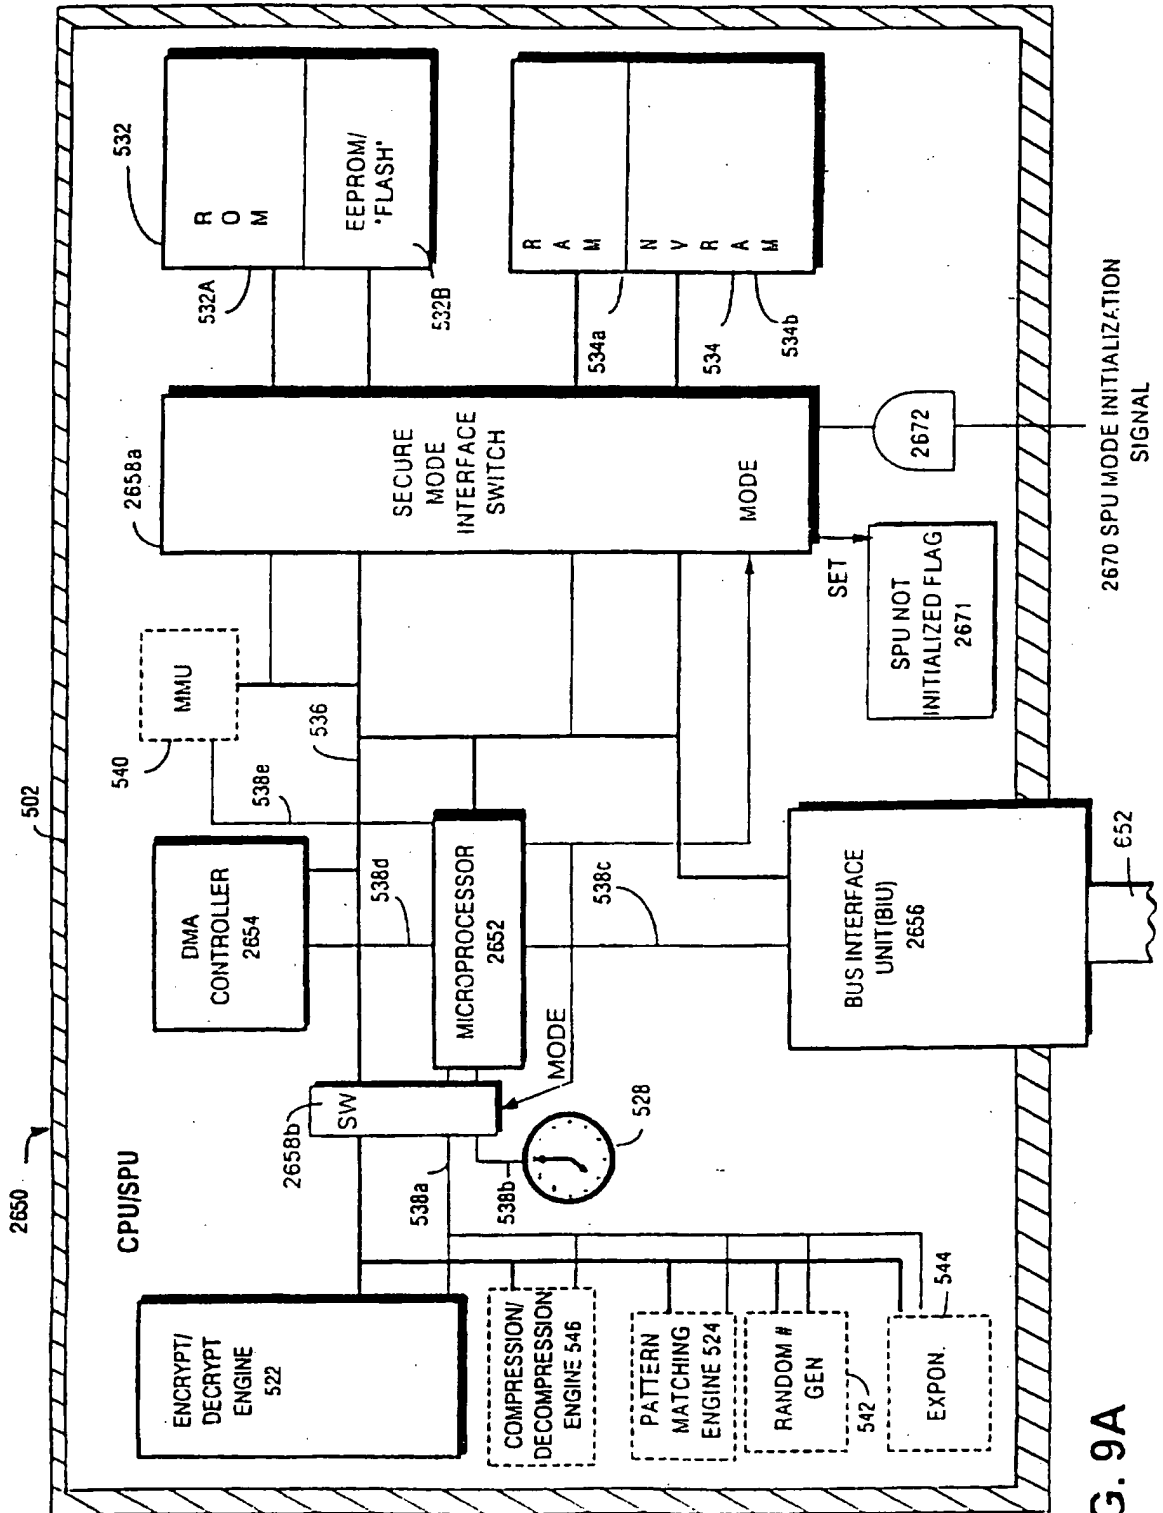 2650
502
CPU/SPU
ENCRYPT/
DECRYPT
ENGINE
522
2658b
SW
DMA
CONTROLLER
2654
540
MMU
2658a
532
R
O
M
532A
EEPROM/
"FLASH"
532B
538d
538e
536
538a
538b
MICROPROCESSOR
2652
SECURE
MODE
INTERFACE
SWITCH
MODE
R
A
M
N
V
R
A
M
534a
534
534b
COMPRESSION/
DECOMPRESSION
ENGINE 546
528
MODE
538c
PATTERN
MATCHING
ENGINE 524
RANDOM #
GEN
542
EXPON.
544
BUS INTERFACE
UNIT(BIU)
2656
652
SET
SPU NOT
INITIALIZED FLAG
2671
2672
2670 SPU MODE INITIALIZATION
SIGNAL
G. 9A